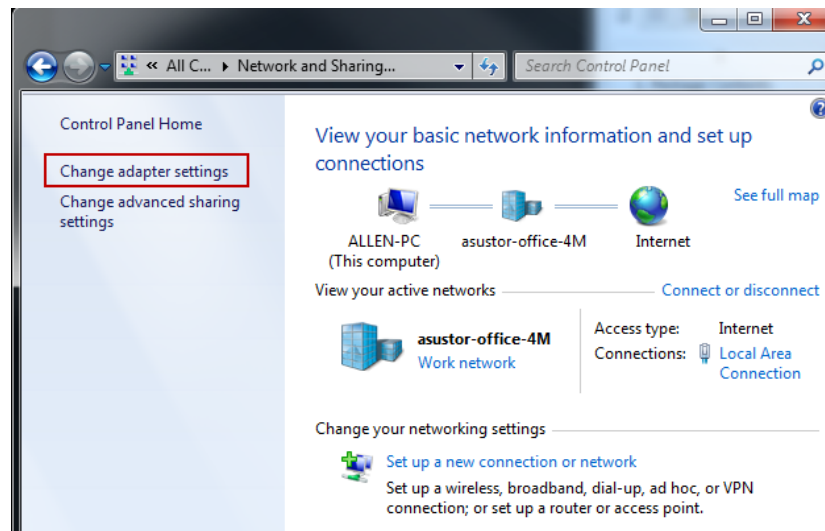 « All C... ▸ Network and Sharing...
Search Control Panel
Control Panel Home
Change adapter settings
Change advanced sharing
settings
View your basic network information and set up
connections
See full map
ALLEN-PC
(This computer)
asustor-office-4M
Internet
View your active networks
Connect or disconnect
asustor-office-4M
Work network
Access type: Internet
Connections: Local Area
Connection
Change your networking settings
Set up a new connection or network
Set up a wireless, broadband, dial-up, ad hoc, or VPN
connection; or set up a router or access point.